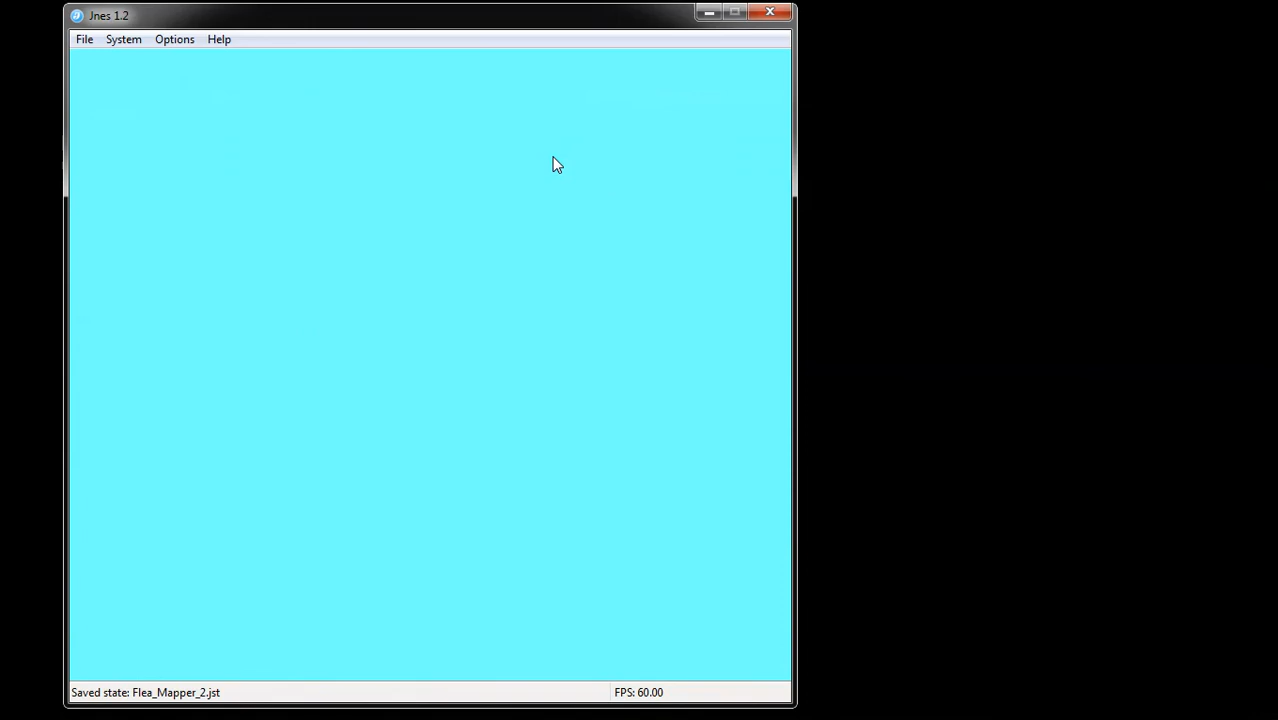 Jnes 1.2
File System Options Help
Saved state: Flea_Mapper_2.jst FPS: 60.00